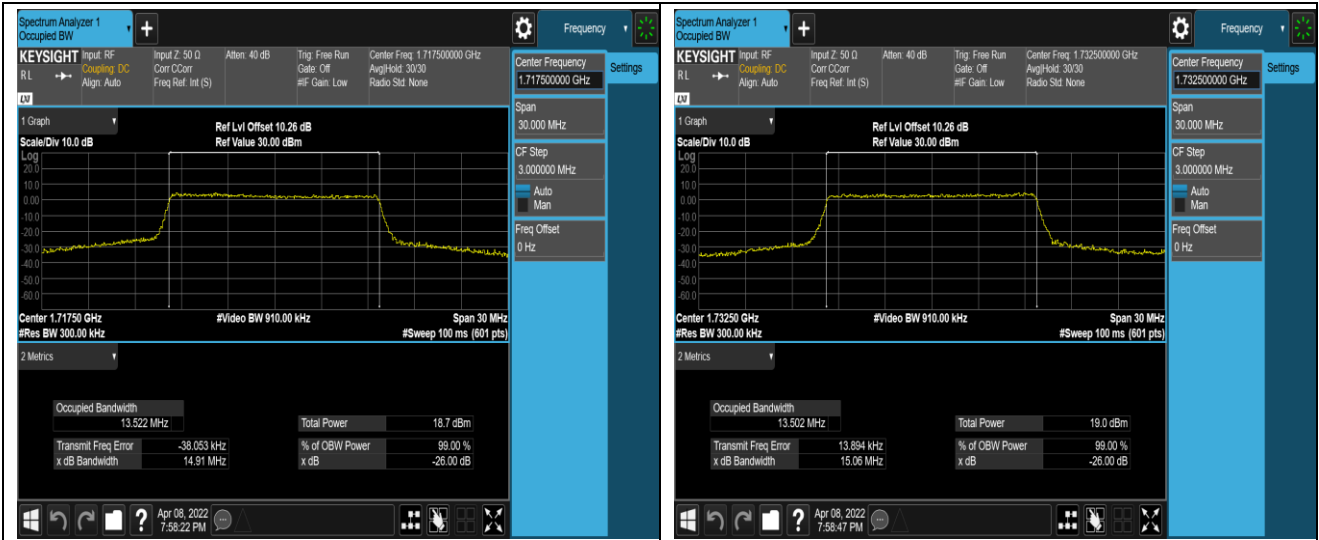 Spectrum Analyzer 1
Occupied BW
Frequency
KEYSIGHT Input: RF Input Z: 50 Ω Atten: 40 dB Trig: Free Run Center Freq: 1.717500000 GHz
Coupling: DC Corr CCorr Gate: Off Avg|Hold: 30/30
RL Align: Auto Freq Ref: Int (S) #IF Gain: Low Radio Std: None
LXI
Center Frequency
1.717500000 GHz
Settings
Span
30.000 MHz
CF Step
3.000000 MHz
Auto
Man
Freq Offset
0 Hz
1 Graph
Ref Lvl Offset 10.26 dB
Scale/Div 10.0 dB Ref Value 30.00 dBm
Log
20.0
10.0
0.00
-10.0
-20.0
-30.0
-40.0
-50.0
-60.0
Center 1.71750 GHz #Video BW 910.00 kHz Span 30 MHz
#Res BW 300.00 kHz #Sweep 100 ms (601 pts)
2 Metrics
Occupied Bandwidth
13.522 MHz Total Power 18.7 dBm
Transmit Freq Error -38.053 kHz % of OBW Power 99.00 %
x dB Bandwidth 14.91 MHz x dB -26.00 dB
Apr 08, 2022
7:58:22 PM
Spectrum Analyzer 1
Occupied BW
Frequency
KEYSIGHT Input: RF Input Z: 50 Ω Atten: 40 dB Trig: Free Run Center Freq: 1.732500000 GHz
Coupling: DC Corr CCorr Gate: Off Avg|Hold: 30/30
RL Align: Auto Freq Ref: Int (S) #IF Gain: Low Radio Std: None
LXI
Center Frequency
1.732500000 GHz
Settings
Span
30.000 MHz
CF Step
3.000000 MHz
Auto
Man
Freq Offset
0 Hz
1 Graph
Ref Lvl Offset 10.26 dB
Scale/Div 10.0 dB Ref Value 30.00 dBm
Log
20.0
10.0
0.00
-10.0
-20.0
-30.0
-40.0
-50.0
-60.0
Center 1.73250 GHz #Video BW 910.00 kHz Span 30 MHz
#Res BW 300.00 kHz #Sweep 100 ms (601 pts)
2 Metrics
Occupied Bandwidth
13.502 MHz Total Power 19.0 dBm
Transmit Freq Error 13.894 kHz % of OBW Power 99.00 %
x dB Bandwidth 15.06 MHz x dB -26.00 dB
Apr 08, 2022
7:58:47 PM